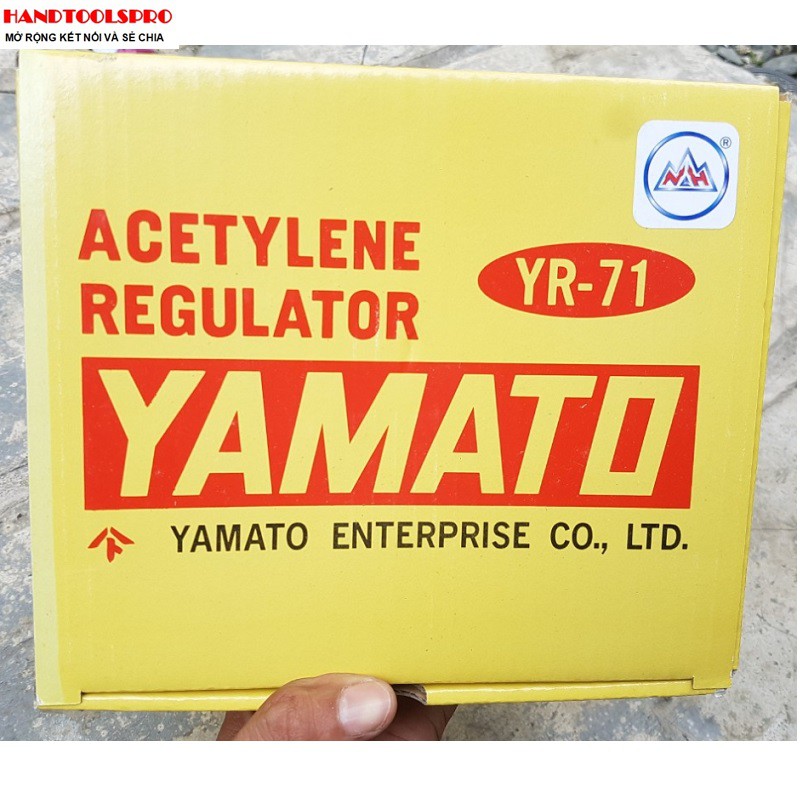 HANDTOOLSPRO
MỞ RỘNG KẾT NỐI VÀ SẺ CHIA
®
ACETYLENE
REGULATOR
YR-71
YAMATO
YAMATO ENTERPRISE CO., LTD.